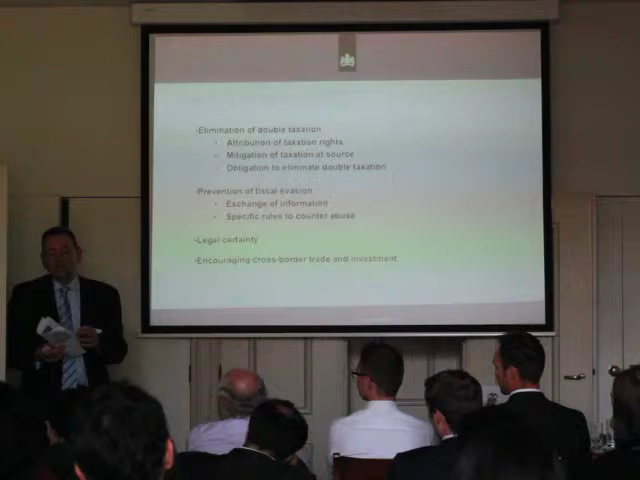 ·Elimination of double taxation
· Attribution of taxation rights
· Mitigation of taxation at source
Obligation to eliminate double taxation
·Prevention of fiscal evasion
· Exchange of information
· Specific rules to counter abuse
·Legal certainty
·Encouraging cross-border trade and investment